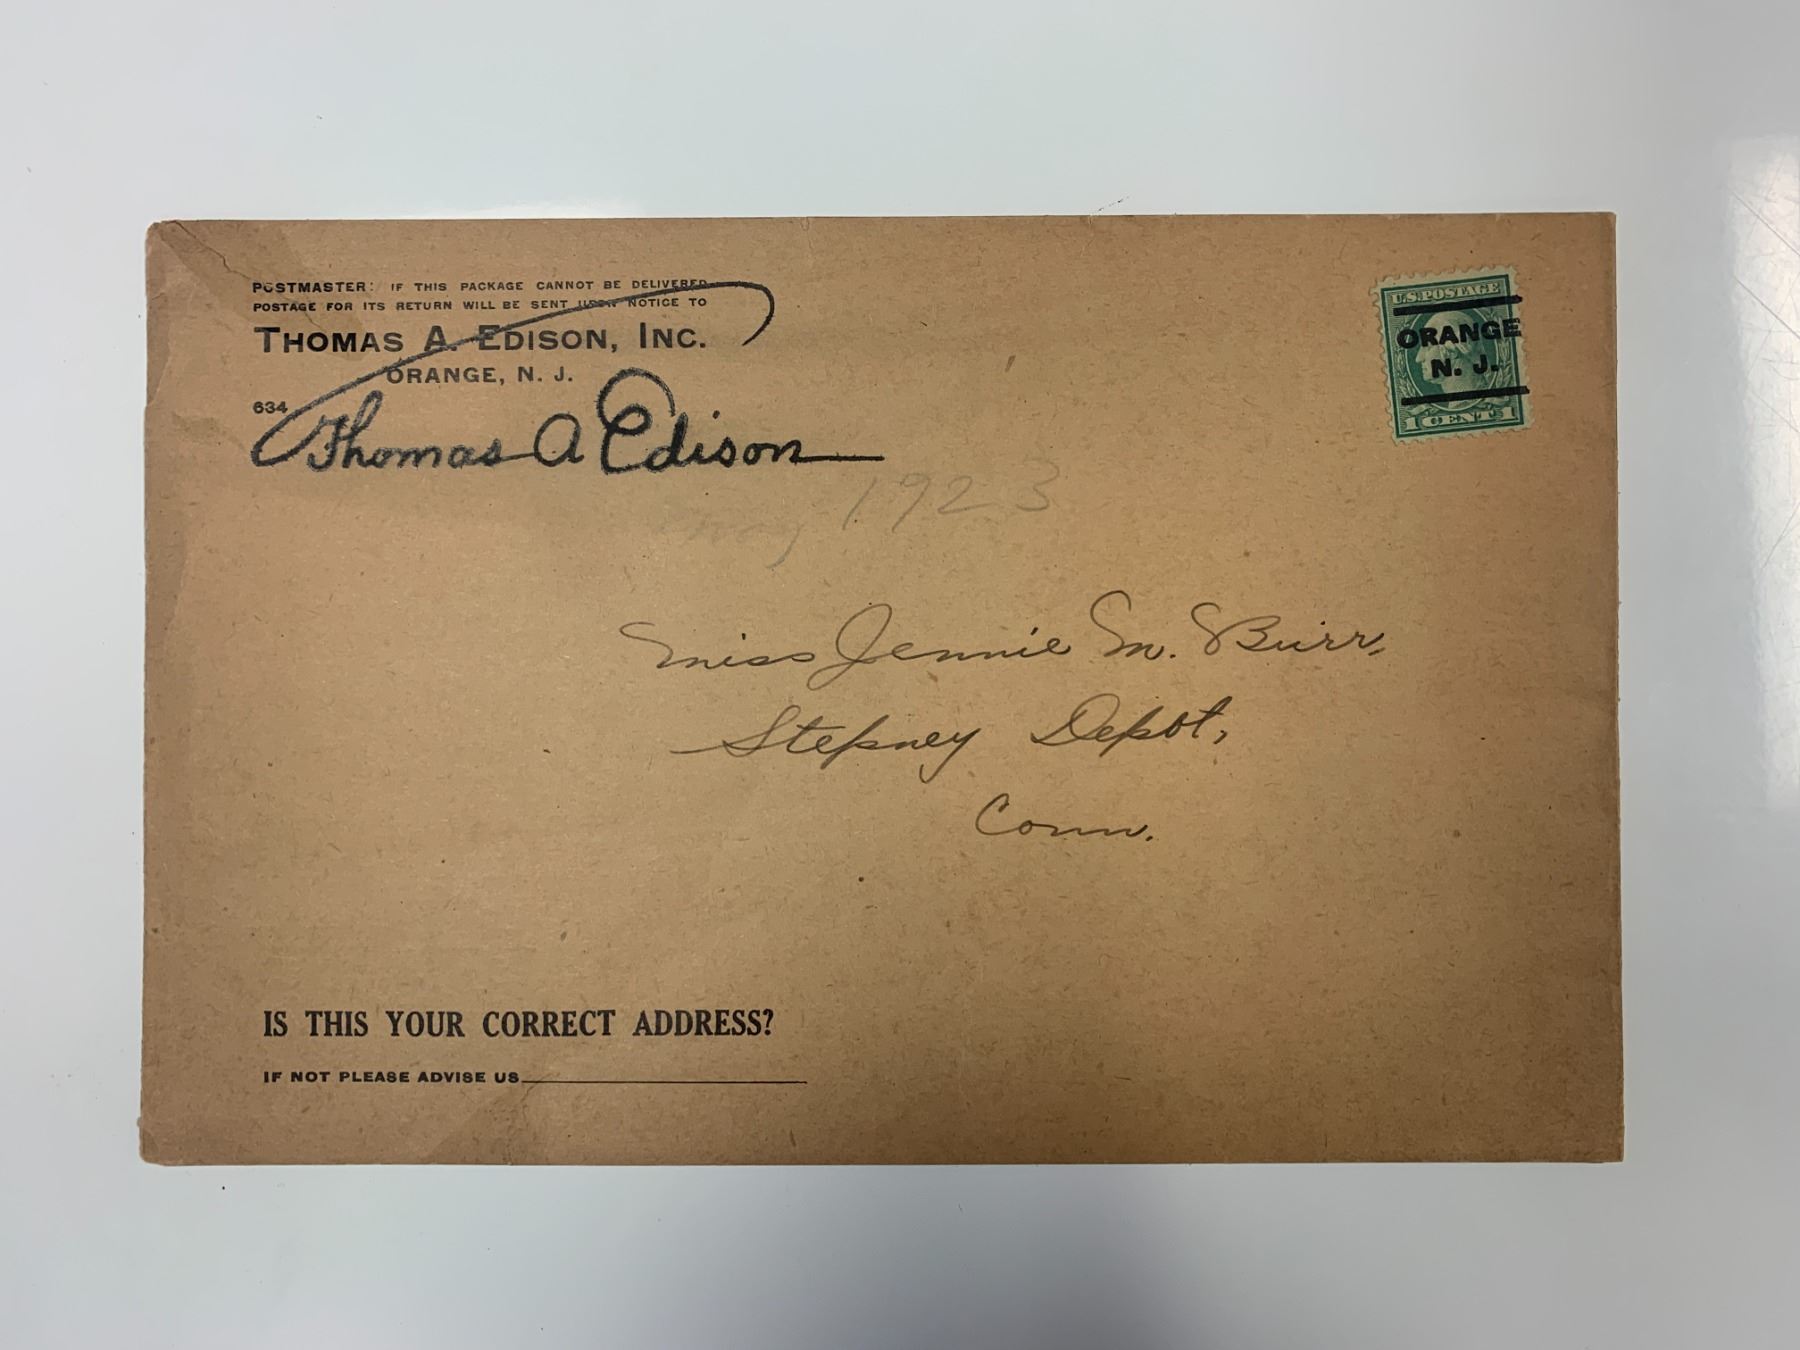 POSTMASTER: IF THIS PACKAGE CANNOT BE DELIVERED
POSTAGE FOR ITS RETURN WILL BE SENT UPON NOTICE TO
THOMAS A. EDISON, INC.
ORANGE, N. J.
634
Thomas A Edison
U.S. POSTAGE
ORANGE
N. J.
1 CENT 1
may 1923
Miss Jennie M. Burr,
Stepney Depot,
Conn.
IS THIS YOUR CORRECT ADDRESS?
IF NOT PLEASE ADVISE US